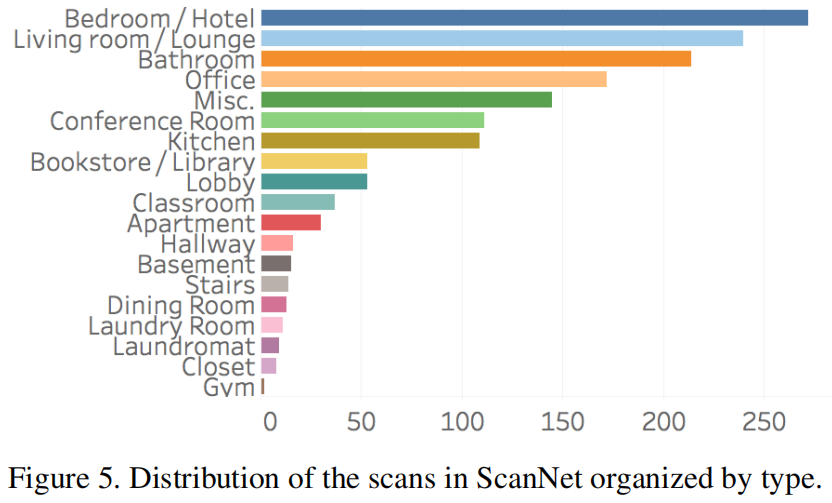 Bedroom / Hotel
Living room / Lounge
Bathroom
Office
Misc.
Conference Room
Kitchen
Bookstore / Library
Lobby
Classroom
Apartment
Hallway
Basement
Stairs
Dining Room
Laundry Room
Laundromat
Closet
Gym
0 50 100 150 200 250
Figure 5. Distribution of the scans in ScanNet organized by type.